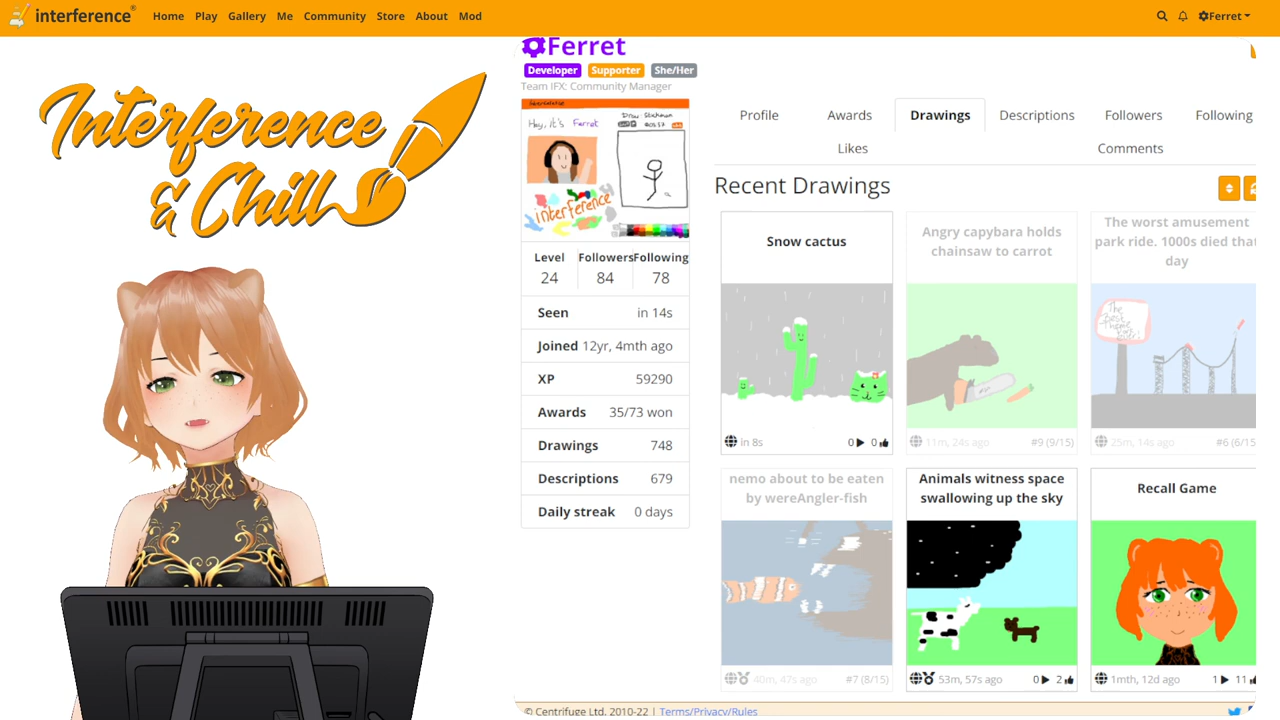 interference®
Home Play Gallery Me Community Store About Mod
Ferret
Interference
& Chill
Ferret
Developer Supporter She/Her
Team IFX: Community Manager
interference
Hey, it's Ferret
Draw: Stickman
00:57
interference
Level Followers Following
24 84 78
Seen in 14s
Joined 12yr, 4mth ago
XP 59290
Awards 35/73 won
Drawings 748
Descriptions 679
Daily streak 0 days
Profile Awards Drawings Descriptions Followers Following
Likes Comments
Recent Drawings
Snow cactus
in 8s 0 0
Angry capybara holds
chainsaw to carrot
11m, 24s ago #9 (9/15)
The worst amusement
park ride. 1000s died that
day
The
Best
Theme
Park
25m, 14s ago #6 (6/15
nemo about to be eaten
by wereAngler-fish
40m, 47s ago #7 (8/15)
Animals witness space
swallowing up the sky
53m, 57s ago 0 2
Recall Game
1mth, 12d ago 1 11
© Centrifuge Ltd. 2010-22 | Terms/Privacy/Rules